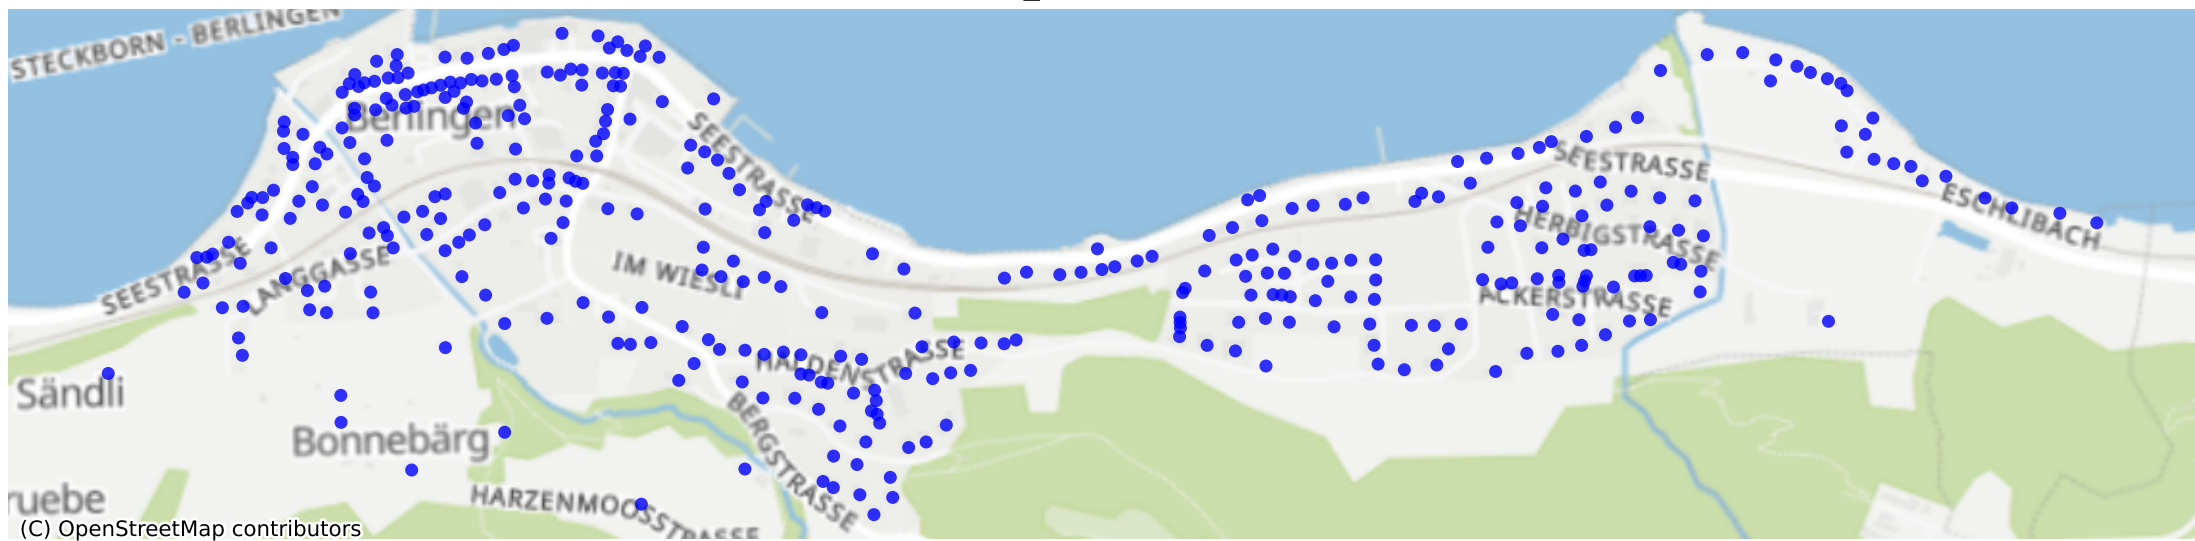 STECKBORN - BERLINGEN
Berlingen
SEESTRASSE
SEESTRASSE
HERBIGSTRASSE
ESCHLIBACH
SEESTRASSE
LANGGASSE
IM WIESLI
ACKERSTRASSE
HALDENSTRASSE
Sändli
BERGSTRASSE
Bonnebärg
ruebe
HARZENMOOSSTRASSE
(C) OpenStreetMap contributors